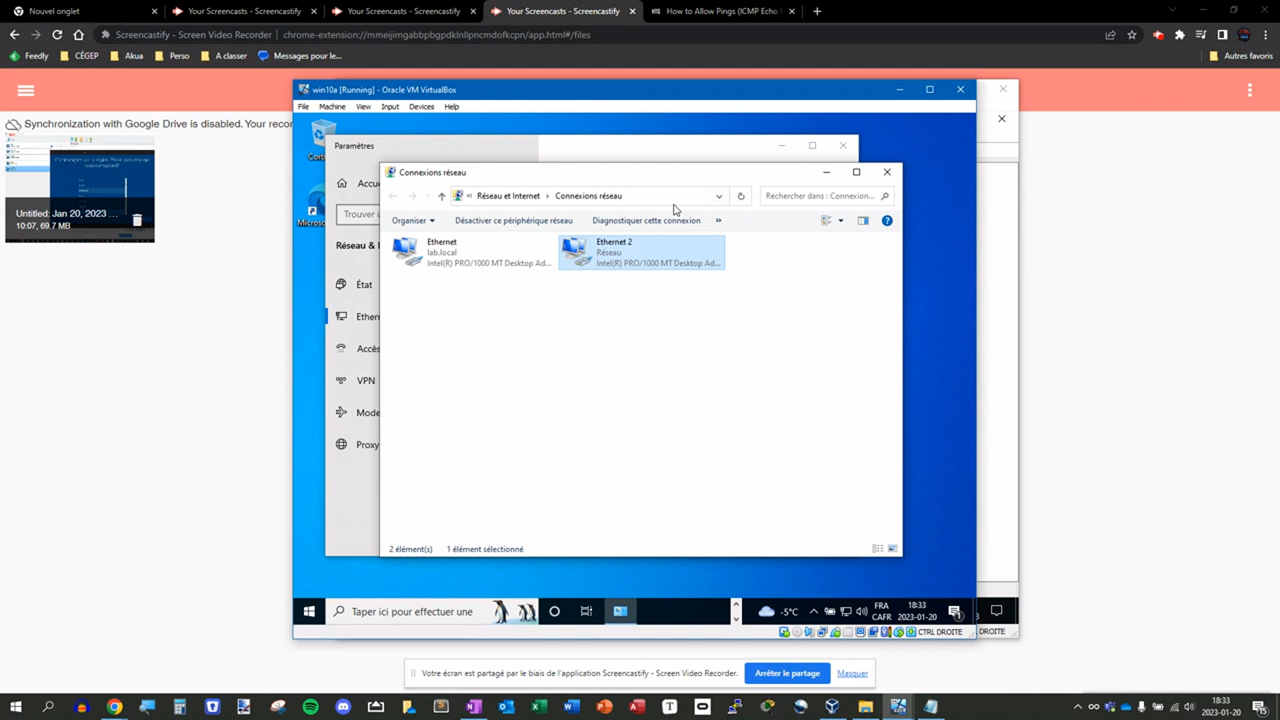 Nouvel onglet
Your Screencasts - Screencastify
Your Screencasts - Screencastify
Your Screencasts - Screencastify
How to Allow Pings (ICMP Echo
Screencastify - Screen Video Recorder
chrome-extension://mmeijimgabbpbgpdklnllpncmdofkcpn/app.html#/files
Feedly
CÉGEP
Akua
Perso
A classer
Messages pour le...
Autres favoris
Synchronization with Google Drive is disabled. Your recor
Untitled: Jan 20, 2023 ...
10:07, 69.7 MB
win10a [Running] - Oracle VM VirtualBox
File Machine View Input Devices Help
Corb
Microso
Paramètres
Accue
Trouver u
Réseau &
État
Ethern
Accès
VPN
Mode
Proxy
Connexions réseau
« Réseau et Internet > Connexions réseau
Rechercher dans : Connexion...
Organiser
Désactiver ce périphérique réseau
Diagnostiquer cette connexion
»
Ethernet
lab.local
Intel(R) PRO/1000 MT Desktop Ad...
Ethernet 2
Réseau
Intel(R) PRO/1000 MT Desktop Ad...
2 élément(s)
1 élément sélectionné
Taper ici pour effectuer une
-5°C
FRA
CAFR
18:33
2023-01-20
CTRL DROITE
DROITE
Votre écran est partagé par le biais de l'application Screencastify - Screen Video Recorder.
Arrêter le partage
Masquer
18:33
2023-01-20